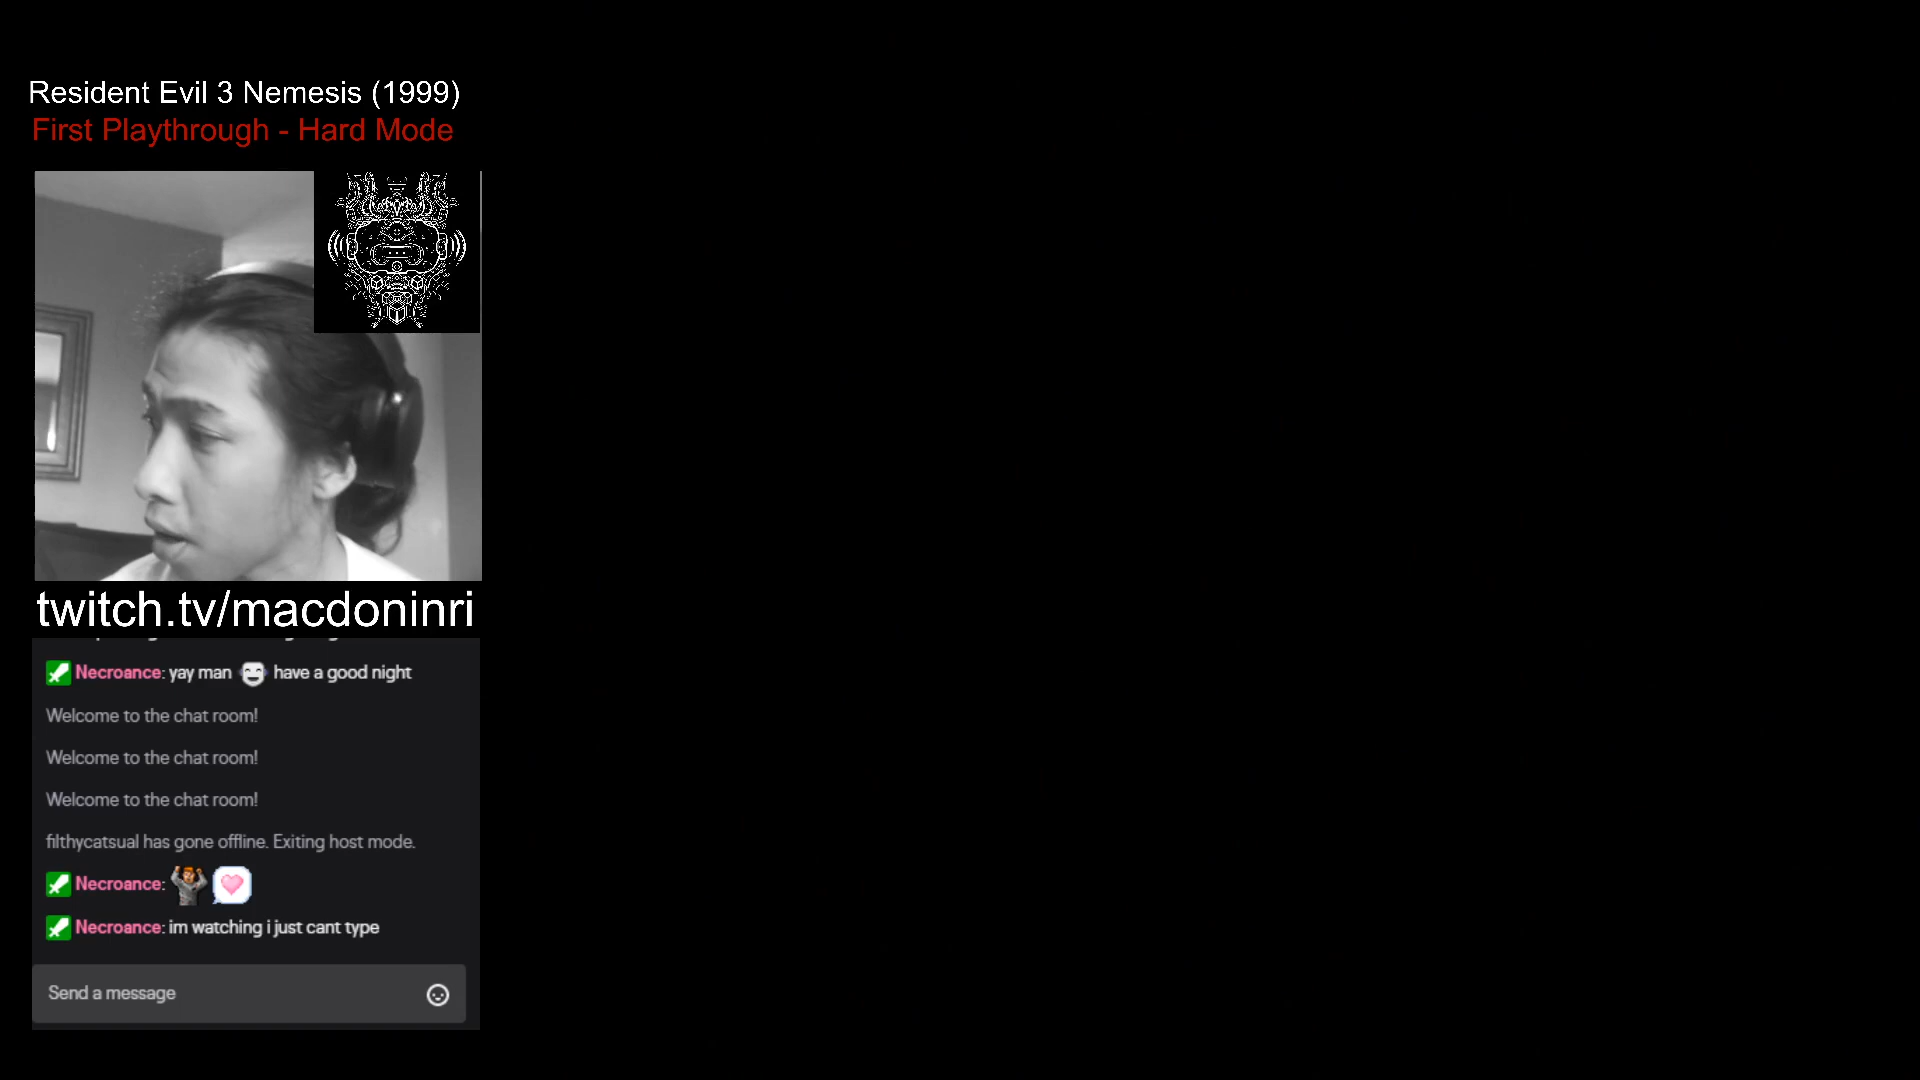 Resident Evil 3 Nemesis (1999)
First Playthrough - Hard Mode
twitch.tv/macdoninri
Necroance: yay man have a good night
Welcome to the chat room!
Welcome to the chat room!
Welcome to the chat room!
filthycatsual has gone offline. Exiting host mode.
Necroance:
Necroance: im watching i just cant type
Send a message